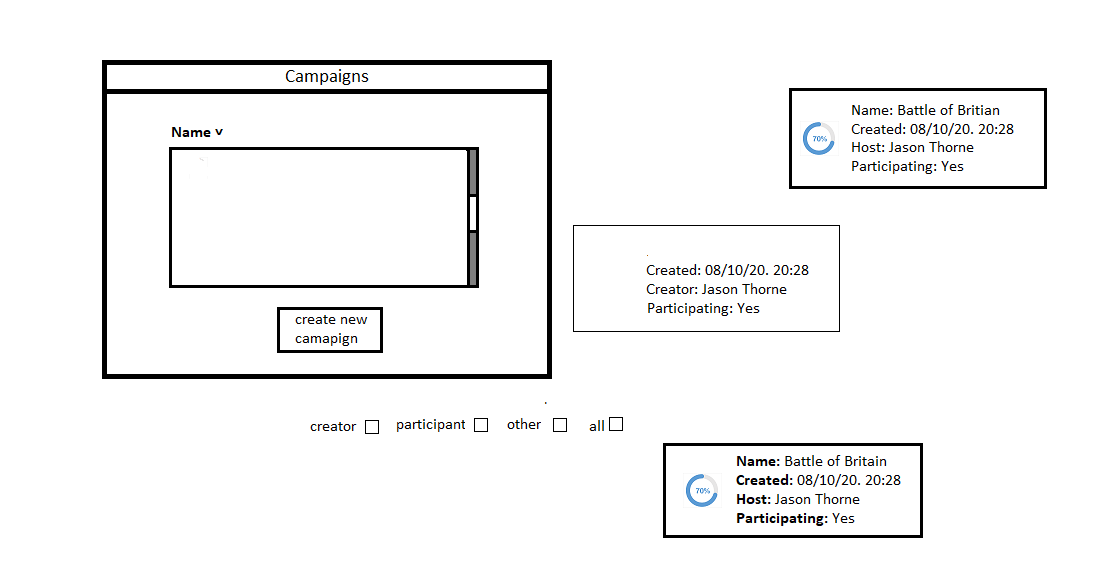 Campaigns
Name v
create new
camapign
70%
Name: Battle of Britian
Created: 08/10/20. 20:28
Host: Jason Thorne
Participating: Yes
Created: 08/10/20. 20:28
Creator: Jason Thorne
Participating: Yes
creator participant other all
70%
Name: Battle of Britain
Created: 08/10/20. 20:28
Host: Jason Thorne
Participating: Yes